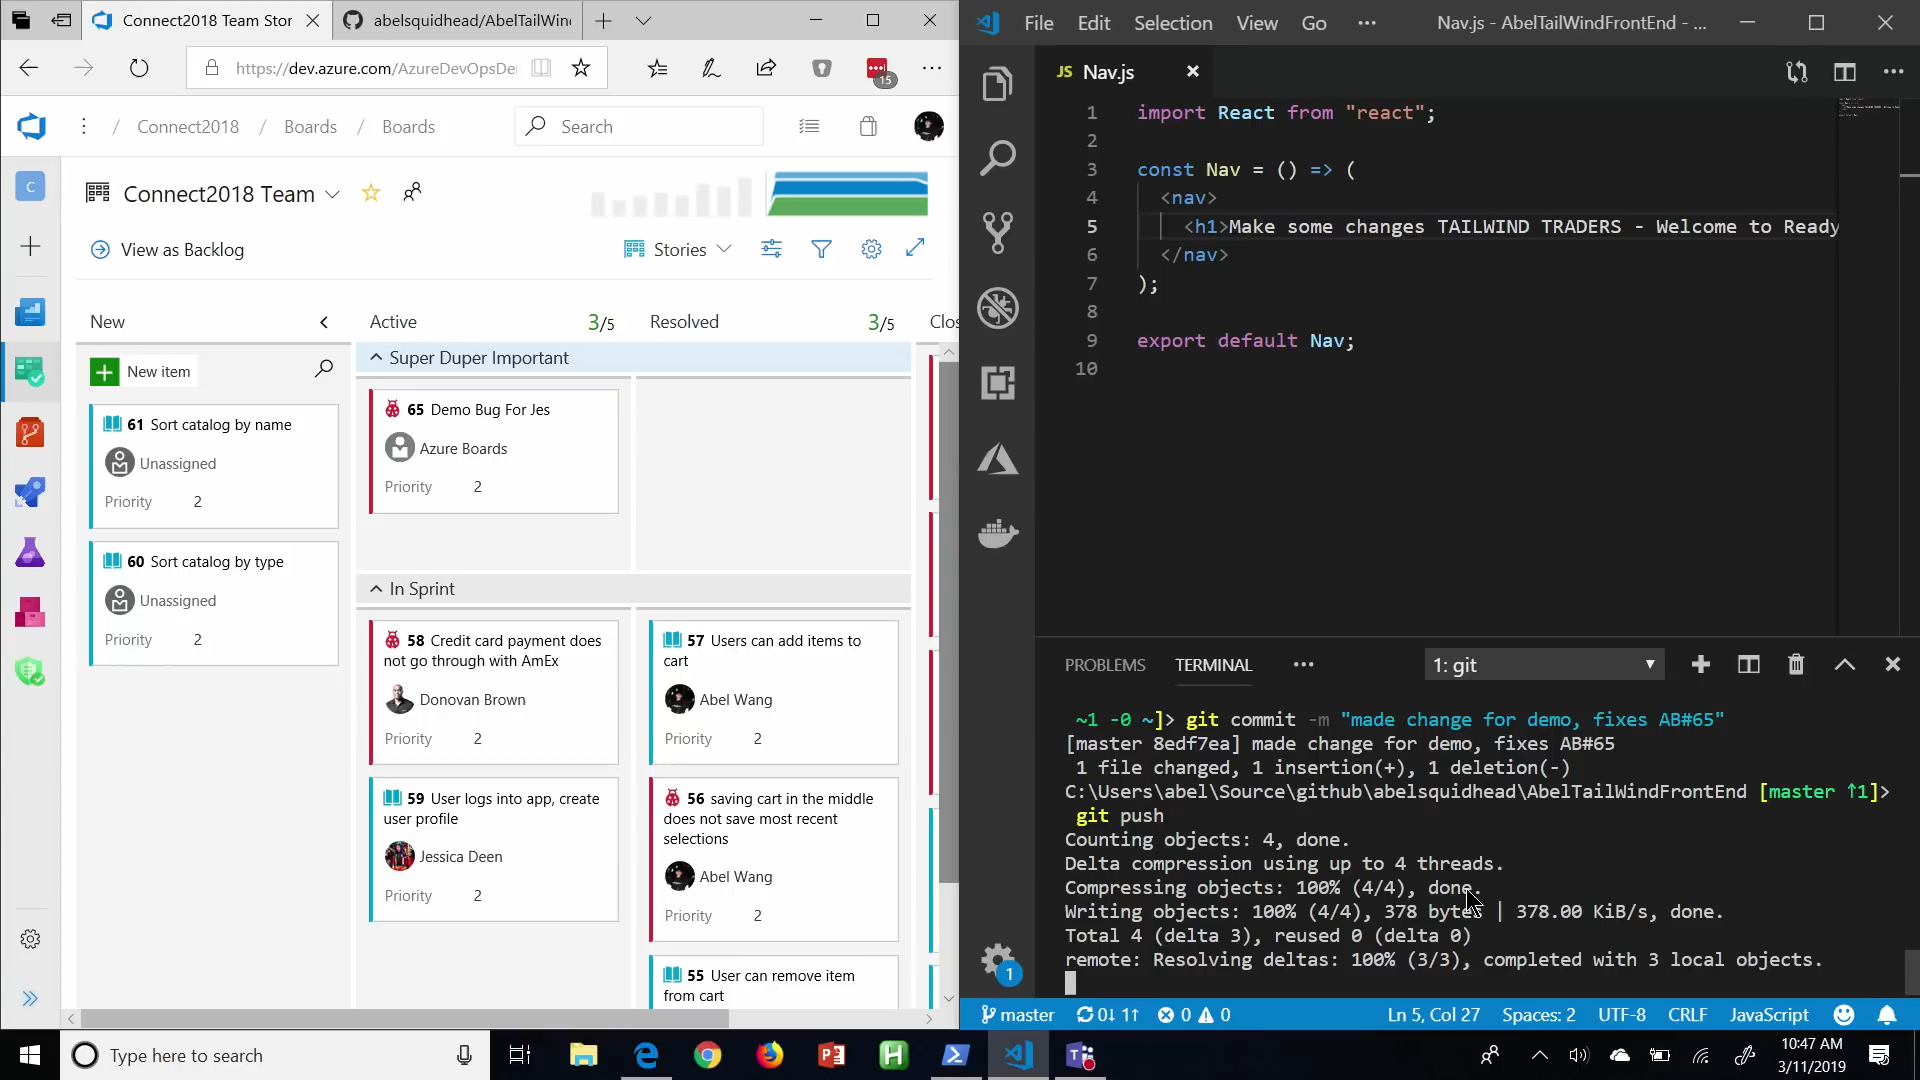 Connect2018 Team Stor
abelsquidhead/AbelTailWin
https://dev.azure.com/AzureDevOpsDe
15
/ Connect2018 / Boards / Boards
Search
C
Connect2018 Team
View as Backlog
Stories
New
Active 3/5
Resolved 3/5
Clos
New item
61 Sort catalog by name
Unassigned
Priority 2
60 Sort catalog by type
Unassigned
Priority 2
Super Duper Important
65 Demo Bug For Jes
Azure Boards
Priority 2
In Sprint
58 Credit card payment does
not go through with AmEx
Donovan Brown
Priority 2
59 User logs into app, create
user profile
Jessica Deen
Priority 2
57 Users can add items to
cart
Abel Wang
Priority 2
56 saving cart in the middle
does not save most recent
selections
Abel Wang
Priority 2
55 User can remove item
from cart
File Edit Selection View Go ··· Nav.js - AbelTailWindFrontEnd - ...
JS Nav.js
1 import React from "react";
2
3 const Nav = () => (
4 <nav>
5 <h1>Make some changes TAILWIND TRADERS - Welcome to Ready
6 </nav>
7 );
8
9 export default Nav;
10
PROBLEMS TERMINAL ··· 1: git
~1 -0 ~]> git commit -m "made change for demo, fixes AB#65"
[master 8edf7ea] made change for demo, fixes AB#65
1 file changed, 1 insertion(+), 1 deletion(-)
C:\Users\abel\Source\github\abelsquidhead\AbelTailWindFrontEnd [master ↑1]>
git push
Counting objects: 4, done.
Delta compression using up to 4 threads.
Compressing objects: 100% (4/4), done.
Writing objects: 100% (4/4), 378 bytes | 378.00 KiB/s, done.
Total 4 (delta 3), reused 0 (delta 0)
remote: Resolving deltas: 100% (3/3), completed with 3 local objects.
1
master 0↓ 1↑ 0 0 Ln 5, Col 27 Spaces: 2 UTF-8 CRLF JavaScript
Type here to search
10:47 AM
3/11/2019